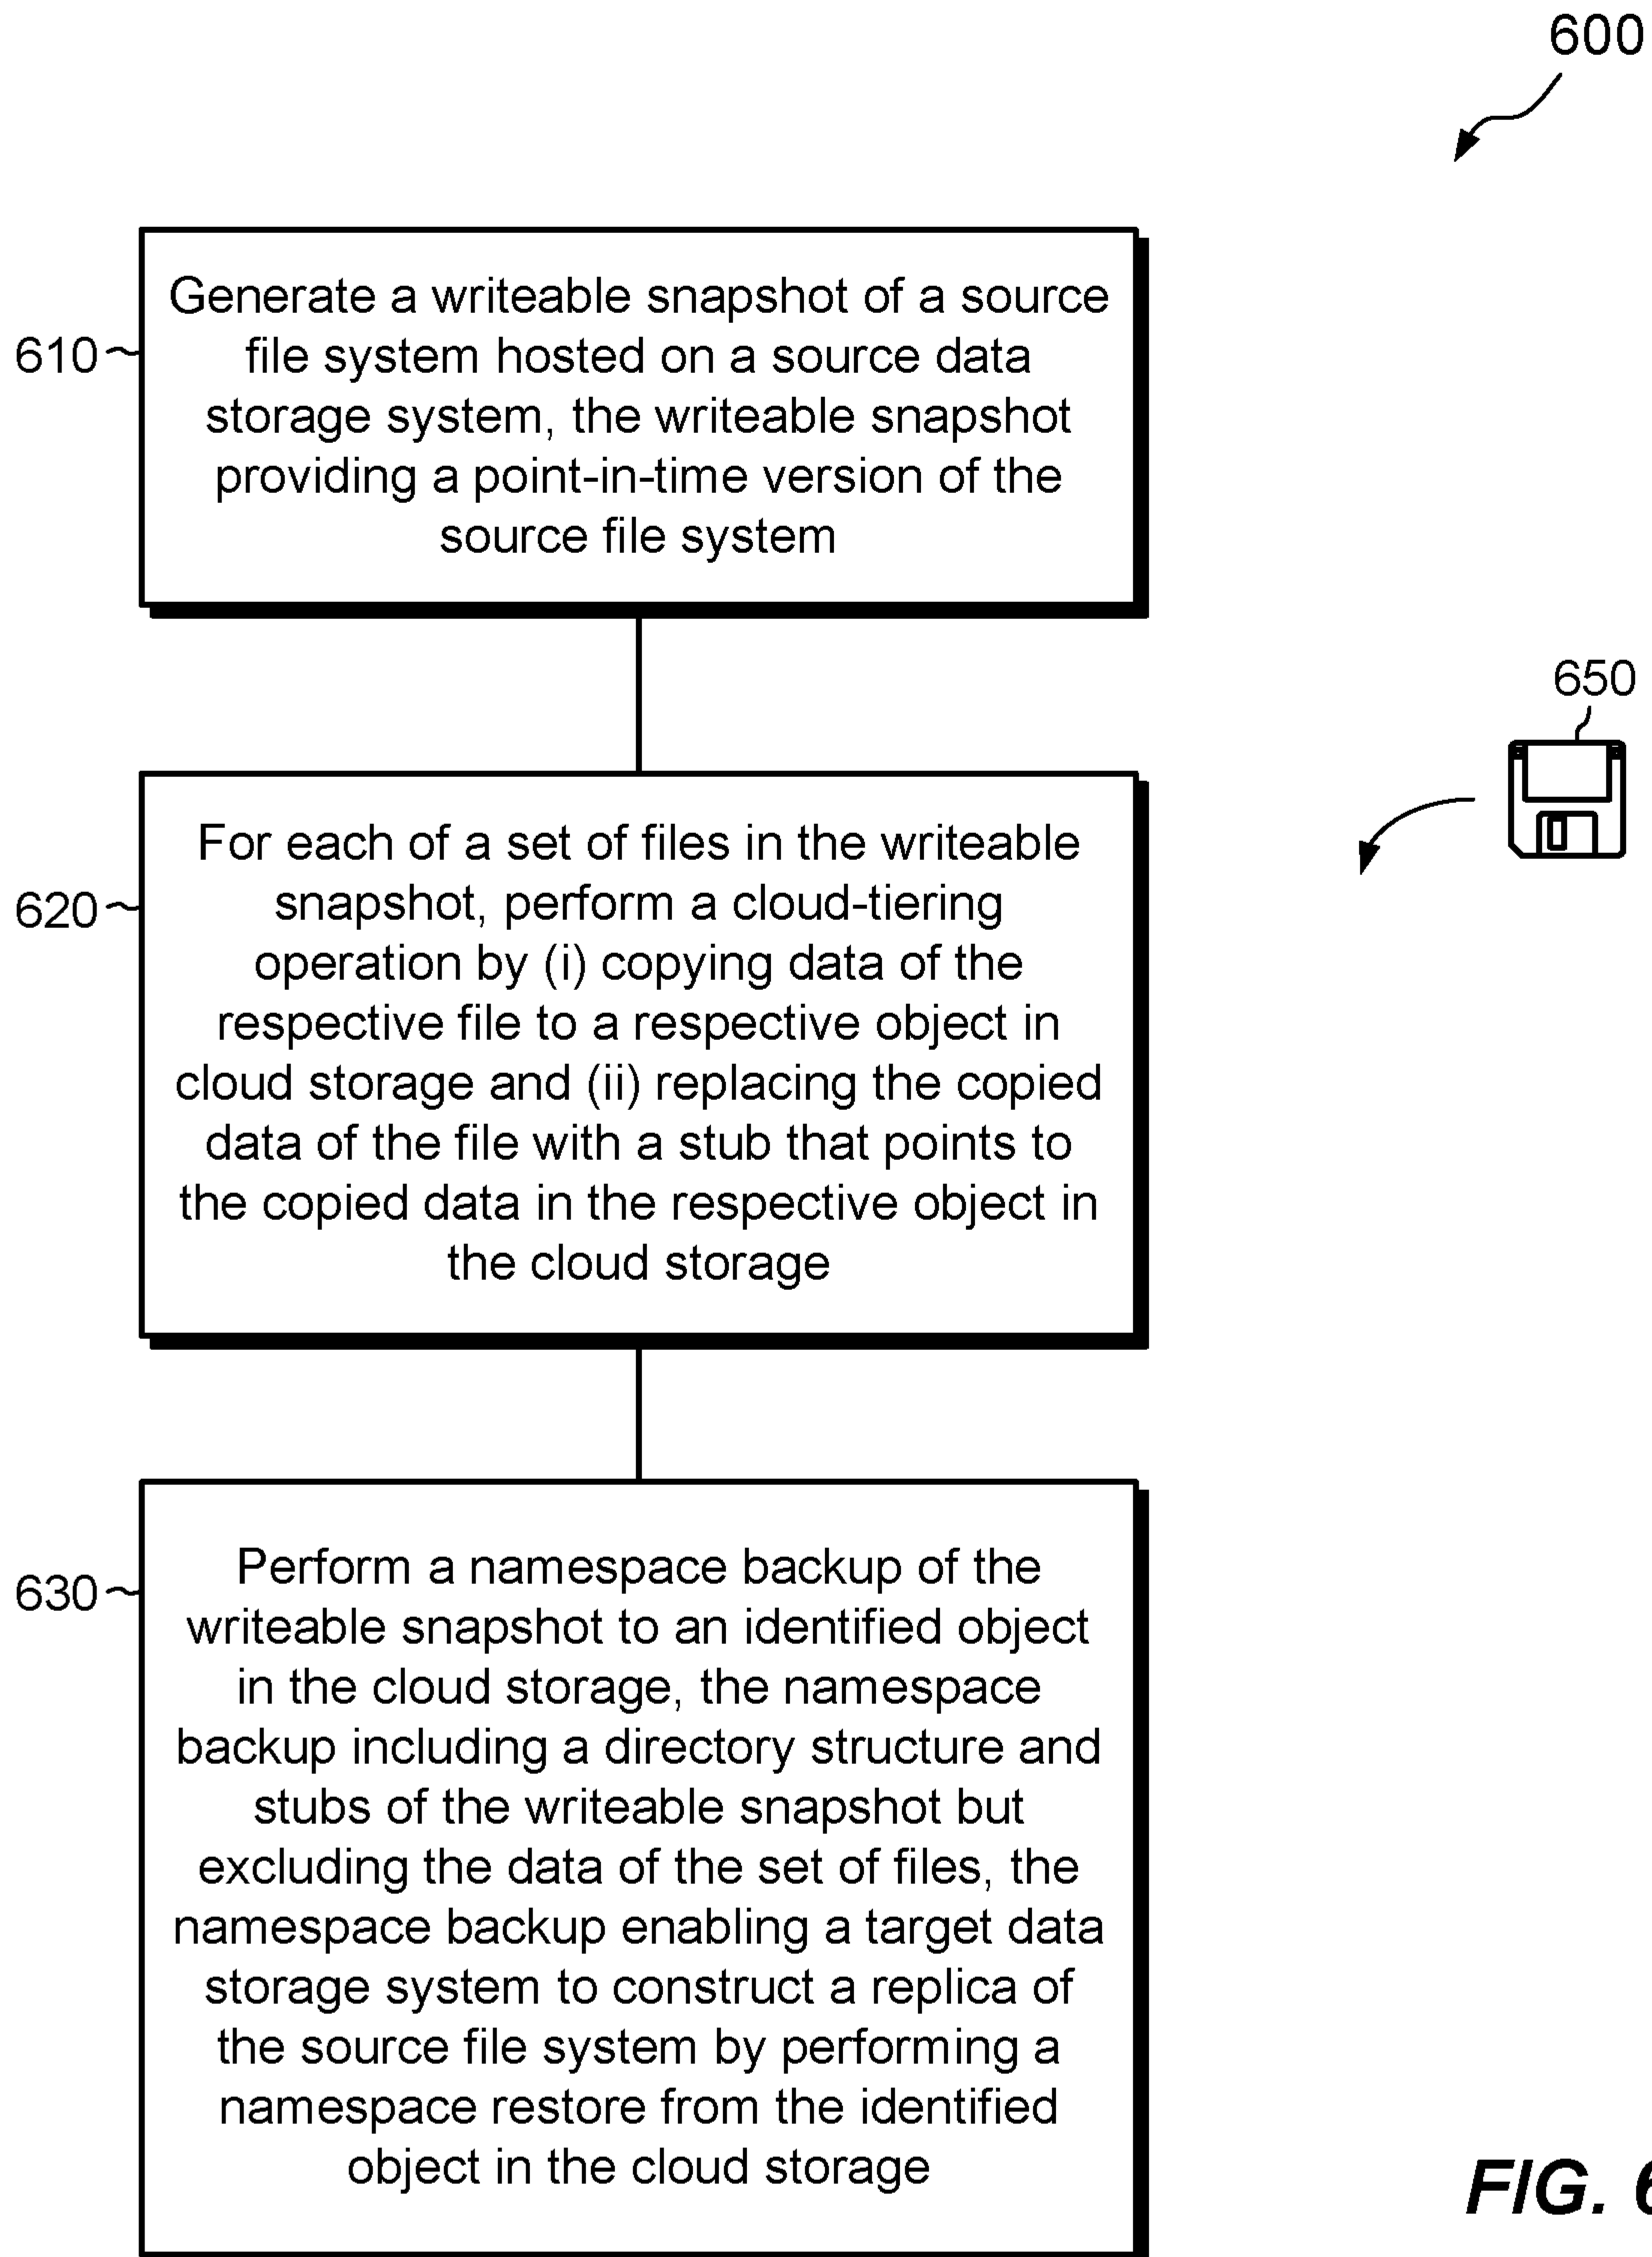 600
610
Generate a writeable snapshot of a source
file system hosted on a source data
storage system, the writeable snapshot
providing a point-in-time version of the
source file system
650
620
For each of a set of files in the writeable
snapshot, perform a cloud-tiering
operation by (i) copying data of the
respective file to a respective object in
cloud storage and (ii) replacing the copied
data of the file with a stub that points to
the copied data in the respective object in
the cloud storage
630
Perform a namespace backup of the
writeable snapshot to an identified object
in the cloud storage, the namespace
backup including a directory structure and
stubs of the writeable snapshot but
excluding the data of the set of files, the
namespace backup enabling a target data
storage system to construct a replica of
the source file system by performing a
namespace restore from the identified
object in the cloud storage
FIG. 6